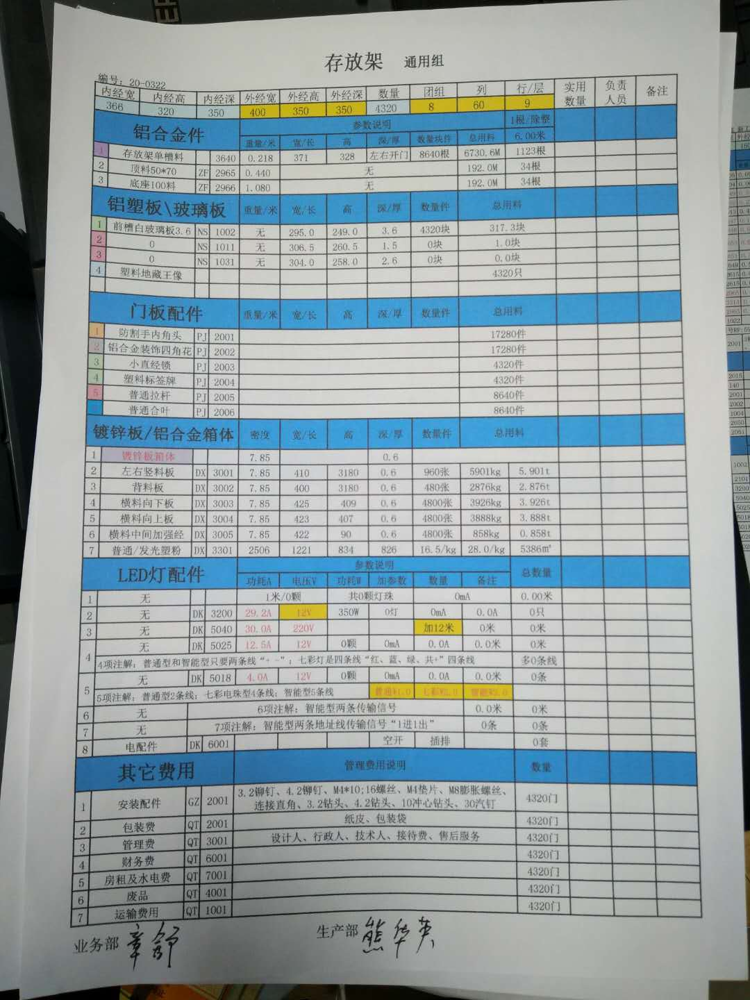 存放架 通用组
编号: 20-0322
内经宽 内经高 内经深 外经宽 外经高 外经深 数量 团组 列 行/层 实用数量 负责人员 备注
366 320 350 400 350 350 4320 8 60 9
铝合金件 参数说明 1根/除整
重量/米 宽/长 高 深/厚 数量块件 总用料 6.00米
1 存放架单槽料 3640 0.218 371 328 左右开门 8640根 6730.6M 1123根
2 顶料50*70 ZF 2965 0.440 无 192.0M 34根
3 底座100料 ZF 2966 1.080 无 192.0M 34根
铝塑板\玻璃板 重量/米 宽/长 高 深/厚 数量件 总用料
1 前槽白玻璃板3.6 NS 1002 无 295.0 249.0 3.6 4320块 317.3块
2 0 NS 1011 无 306.5 260.5 1.5 0块 1.0块
3 0 NS 1031 无 304.0 258.0 2.6 0块 0.0块
4 塑料地藏王像 4320只
门板配件 重量/米 宽/长 高 深/厚 数量件 总用料
1 防割手内角头 PJ 2001 17280件
2 铝合金装饰四角花 PJ 2002 17280件
3 小直经锁 PJ 2003 4320件
4 塑料标签牌 PJ 2004 4320件
5 普通拉杆 PJ 2005 8640件
普通合叶 PJ 2006 8640件
镀锌板/铝合金箱体 密度 宽/长 高 深/厚 数量件 总用料
1 镀锌板箱体 7.85 0.6
2 左右竖料板 DX 3001 7.85 410 3180 0.6 960张 5901kg 5.901t
3 背料板 DX 3002 7.85 400 3180 0.6 480张 2876kg 2.876t
4 横料向下板 DX 3003 7.85 425 409 0.6 4800张 3926kg 3.926t
5 横料向上板 DX 3004 7.85 423 407 0.6 4800张 3888kg 3.888t
6 横料中间加强经 DX 3005 7.85 422 90 0.6 4800张 858kg 0.858t
7 普通/发光塑粉 DX 3301 2506 1221 834 826 16.5/kg 28.0/kg 5386㎡
LED灯配件 参数说明 总数量
功耗A 电压KV 功耗W 加参数 数量 备注
1 无 1米/0颗 共0颗灯珠 0mA 0.00米
2 无 DK 3200 29.2A 12V 350W 0灯 0mA 0.0A 0只
3 无 DK 5040 30.0A 220V 加12米 0米 0米
4 无 DK 5025 12.5A 12V 0颗 0mA 0.0A 0.0米 0米
4项注解: 普通型和智能型只要两条线“+ -”; 七彩灯是四条线“红、蓝、绿、共+”四条线 多0条线
5 无 DK 5018 4.0A 12V 0颗 0mA 0.0A 0.0米 0条
5项注解: 普通型2条线; 七彩电珠型4条线; 智能型5条线
6 无 6项注解: 智能型两条传输信号 0.0米 0米
7 无 7项注解: 智能型两条地址线传输信号“1进1出” 0条 0条
8 电配件 DK 6001 空开 插排 0套
其它费用 管理费用说明 数量
1 安装配件 GZ 2001 3.2铆钉、4.2铆钉、M4*10;16螺丝、M4垫片、M8膨胀螺丝、 4320门
连接直角、3.2钻头、4.2钻头、10冲心钻头、30汽钉
2 包装费 QT 2001 纸皮、包装袋 4320门
3 管理费 QT 3001 设计人、行政人、技术人、接待费、售后服务 4320门
4 财务费 QT 6001 4320门
5 房租及水电费 QT 7001 4320门
6 废品 QT 4001 4320门
7 运输费用 QT 1001 4320门
业务部 生产部 熊华英